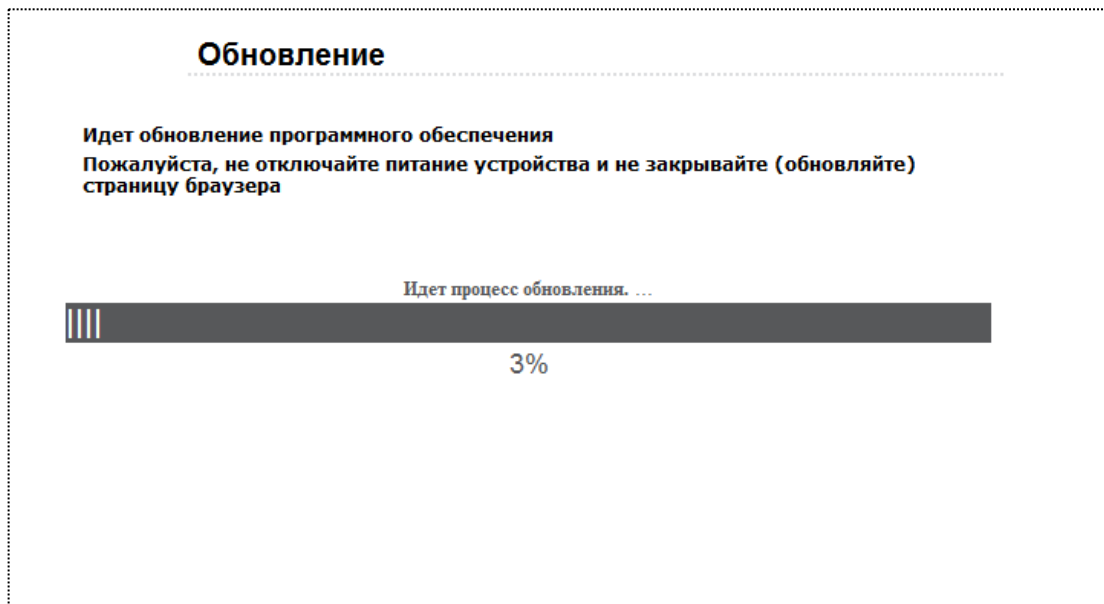 Обновление
Идет обновление программного обеспечения
Пожалуйста, не отключайте питание устройства и не закрывайте (обновляйте)
страницу браузера
Идет процесс обновления. ...
3%